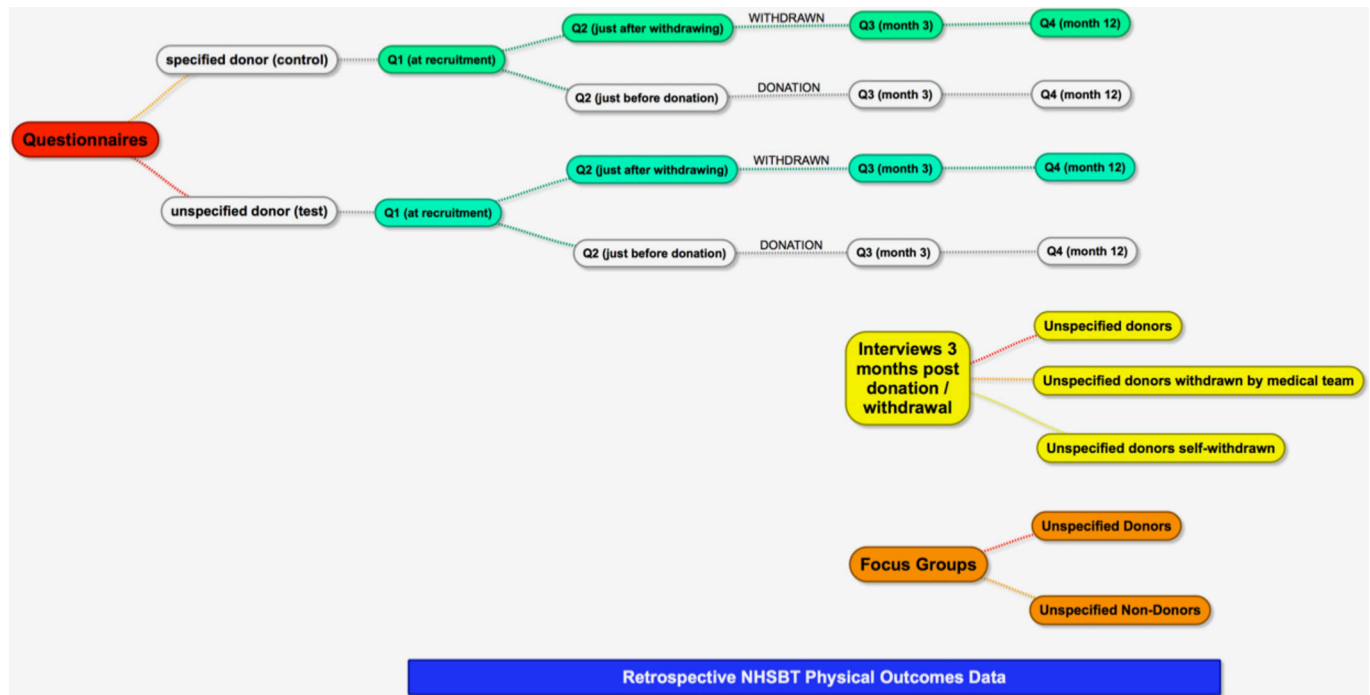 WITHDRAWN
Q2 (just after withdrawing)
Q3 (month 3)
Q4 (month 12)
specified donor (control)
Q1 (at recruitment)
DONATION
Q2 (just before donation)
Q3 (month 3)
Q4 (month 12)
Questionnaires
WITHDRAWN
Q2 (just after withdrawing)
Q3 (month 3)
Q4 (month 12)
unspecified donor (test)
Q1 (at recruitment)
DONATION
Q2 (just before donation)
Q3 (month 3)
Q4 (month 12)
Interviews 3
months post
donation /
withdrawal
Unspecified donors
Unspecified donors withdrawn by medical team
Unspecified donors self-withdrawn
Focus Groups
Unspecified Donors
Unspecified Non-Donors
Retrospective NHSBT Physical Outcomes Data